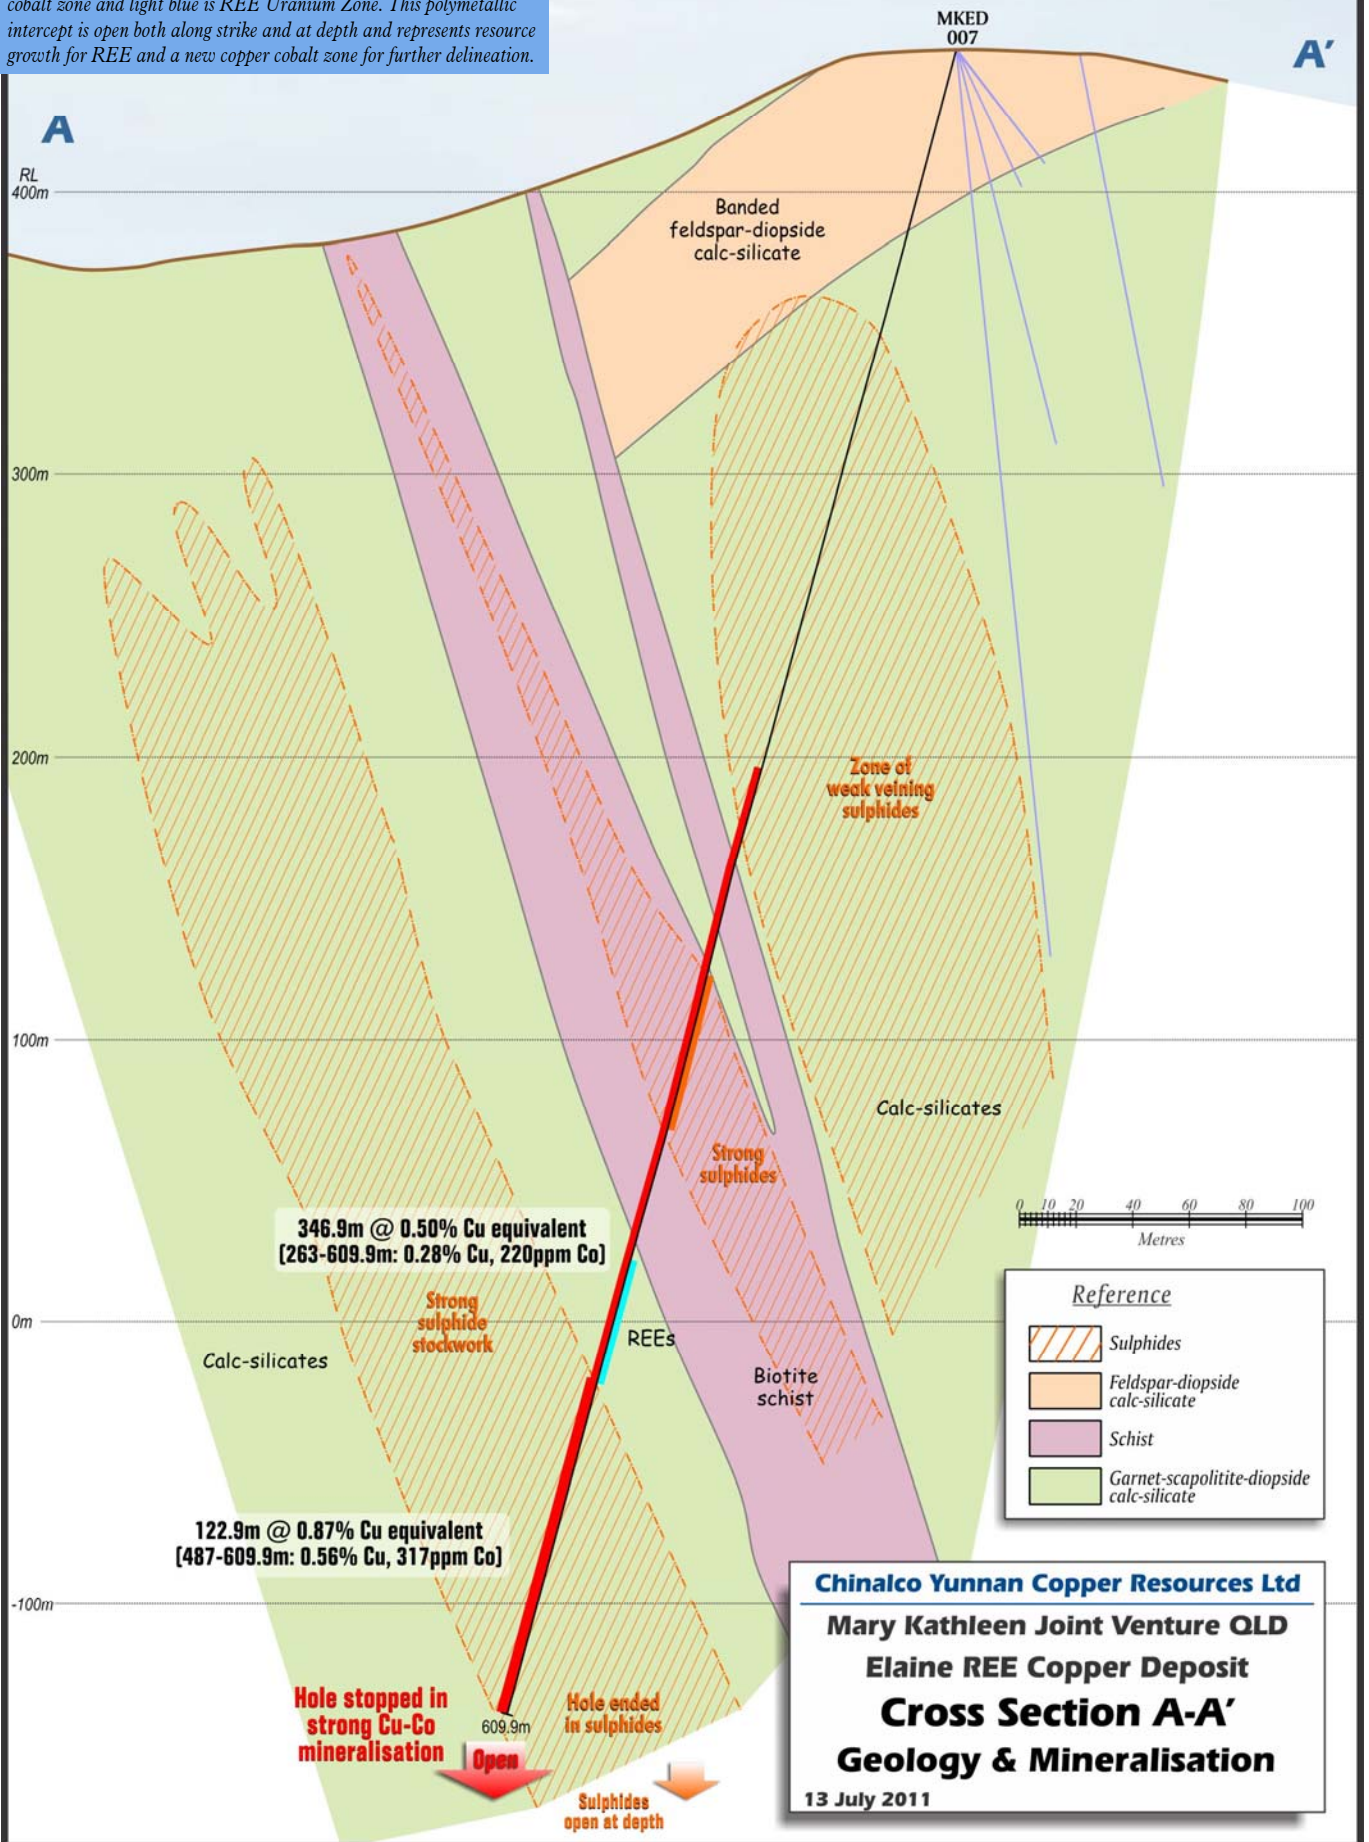 cobalt zone and light blue is REE Uranium Zone. This polymetallic
intercept is open both along strike and at depth and represents resource
growth for REE and a new copper cobalt zone for further delineation.
MKED
007
A
A'
RL
400m
Banded
feldspar-diopside
calc-silicate
300m
200m
Zone of
weak veining
sulphides
100m
Calc-silicates
Strong
sulphides
0 10 20 40 60 80 100
Metres
346.9m @ 0.50% Cu equivalent
[263-609.9m: 0.28% Cu, 220ppm Co]
Reference
Sulphides
Feldspar-diopside
calc-silicate
Schist
Garnet-scapolitite-diopside
calc-silicate
0m
Strong
sulphide
stockwork
REEs
Calc-silicates
Biotite
schist
122.9m @ 0.87% Cu equivalent
[487-609.9m: 0.56% Cu, 317ppm Co]
-100m
Chinalco Yunnan Copper Resources Ltd
Mary Kathleen Joint Venture QLD
Elaine REE Copper Deposit
Cross Section A-A'
Geology & Mineralisation
13 July 2011
Hole stopped in
strong Cu-Co
mineralisation
609.9m
Hole ended
in sulphides
Open
Sulphides
open at depth